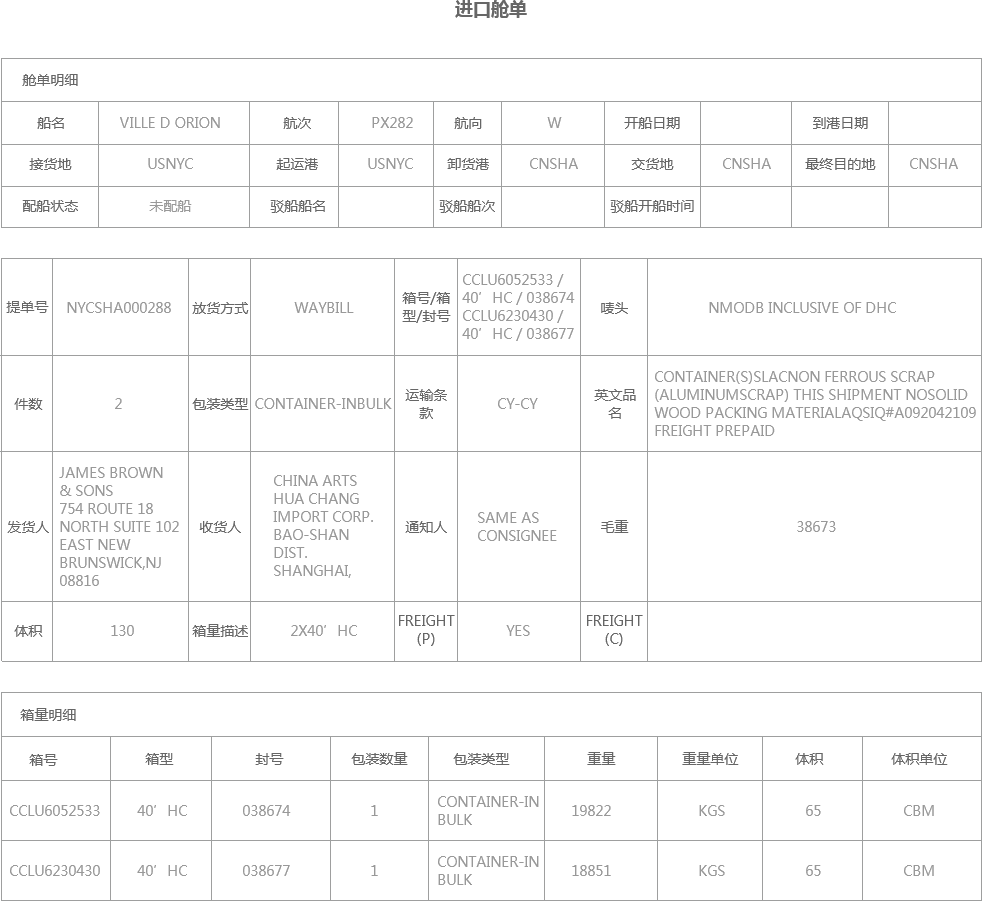 进口舱单
舱单明细
船名 VILLE D ORION 航次 PX282 航向 W 开船日期 到港日期
接货地 USNYC 起运港 USNYC 卸货港 CNSHA 交货地 CNSHA 最终目的地 CNSHA
配船状态 未配船 驳船船名 驳船船次 驳船开船时间
提单号 NYCSHA000288 放货方式 WAYBILL
箱号/箱
型/封号
CCLU6052533 /
40′ HC / 038674
CCLU6230430 /
40′ HC / 038677
唛头 NMODB INCLUSIVE OF DHC
件数 2 包装类型 CONTAINER-INBULK
运输条
款
CY-CY
英文品
名
CONTAINER(S)SLACNON FERROUS SCRAP
(ALUMINUMSCRAP) THIS SHIPMENT NOSOLID
WOOD PACKING MATERIALAQSIQ#A092042109
FREIGHT PREPAID
发货人
JAMES BROWN
& SONS
754 ROUTE 18
NORTH SUITE 102
EAST NEW
BRUNSWICK,NJ
08816
收货人
CHINA ARTS
HUA CHANG
IMPORT CORP.
BAO-SHAN
DIST.
SHANGHAI,
通知人
SAME AS
CONSIGNEE
毛重 38673
体积 130 箱量描述 2X40′ HC
FREIGHT
(P)
YES
FREIGHT
(C)
箱量明细
箱号 箱型 封号 包装数量 包装类型 重量 重量单位 体积 体积单位
CCLU6052533 40′ HC 038674 1
CONTAINER-IN
BULK
19822 KGS 65 CBM
CCLU6230430 40′ HC 038677 1
CONTAINER-IN
BULK
18851 KGS 65 CBM